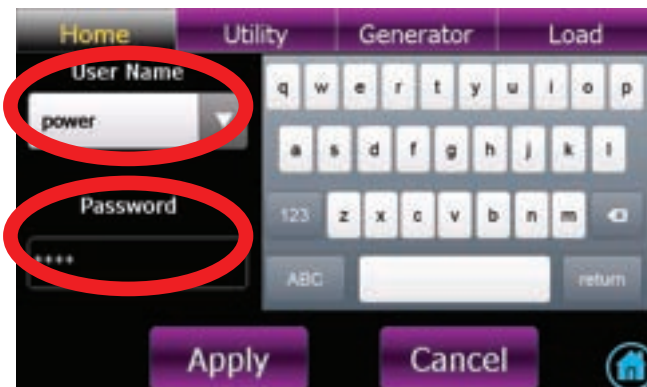 Home Utility Generator Load
User Name
power
Password
****
q w e r t y u i o p
a s d f g h j k l
123 z x c v b n m
ABC return
Apply Cancel